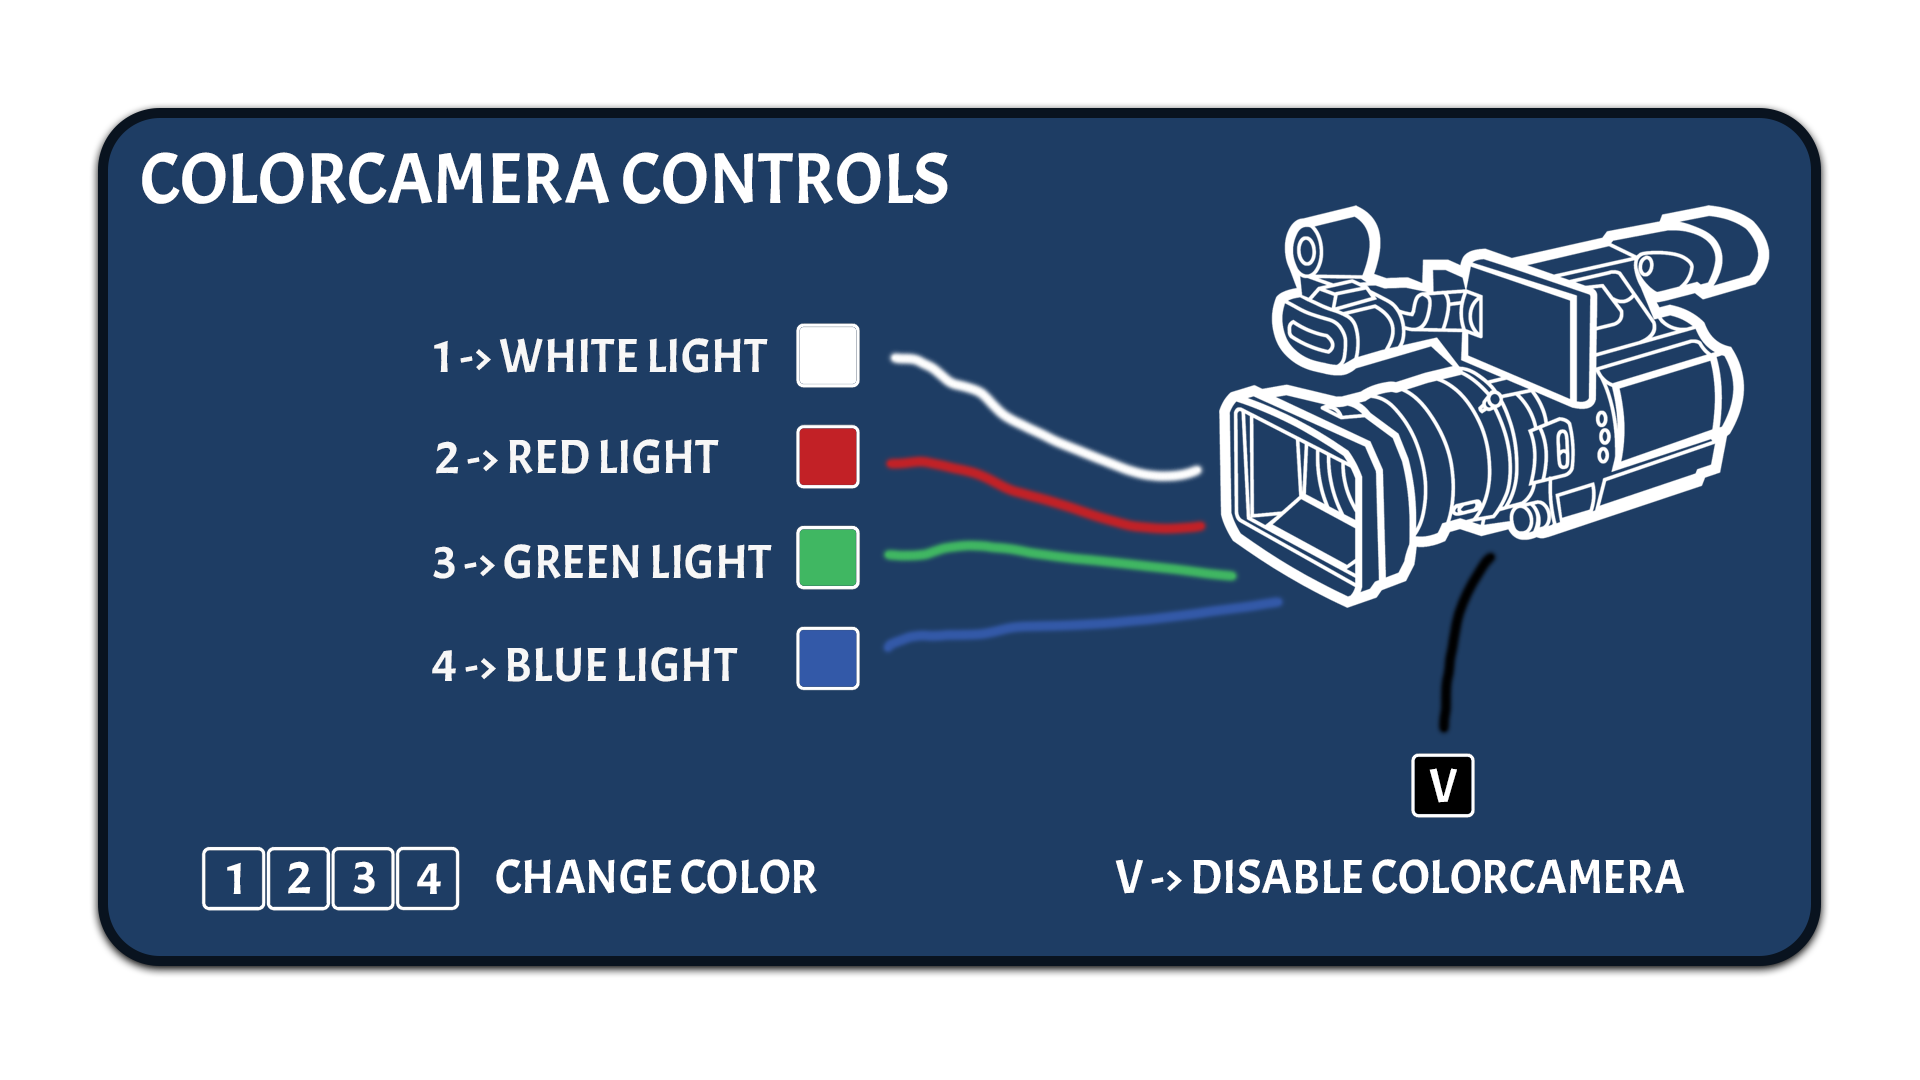 COLORCAMERA CONTROLS
1 -> WHITE LIGHT
2 -> RED LIGHT
3 -> GREEN LIGHT
4 -> BLUE LIGHT
V
1 2 3 4 CHANGE COLOR
V -> DISABLE COLORCAMERA